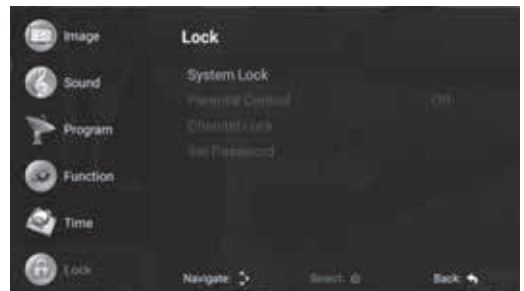 Image
Sound
Program
Function
Time
Lock
Lock
System Lock
Parental Control Off
Channel Lock
Set Password
Navigate: Select: Back: